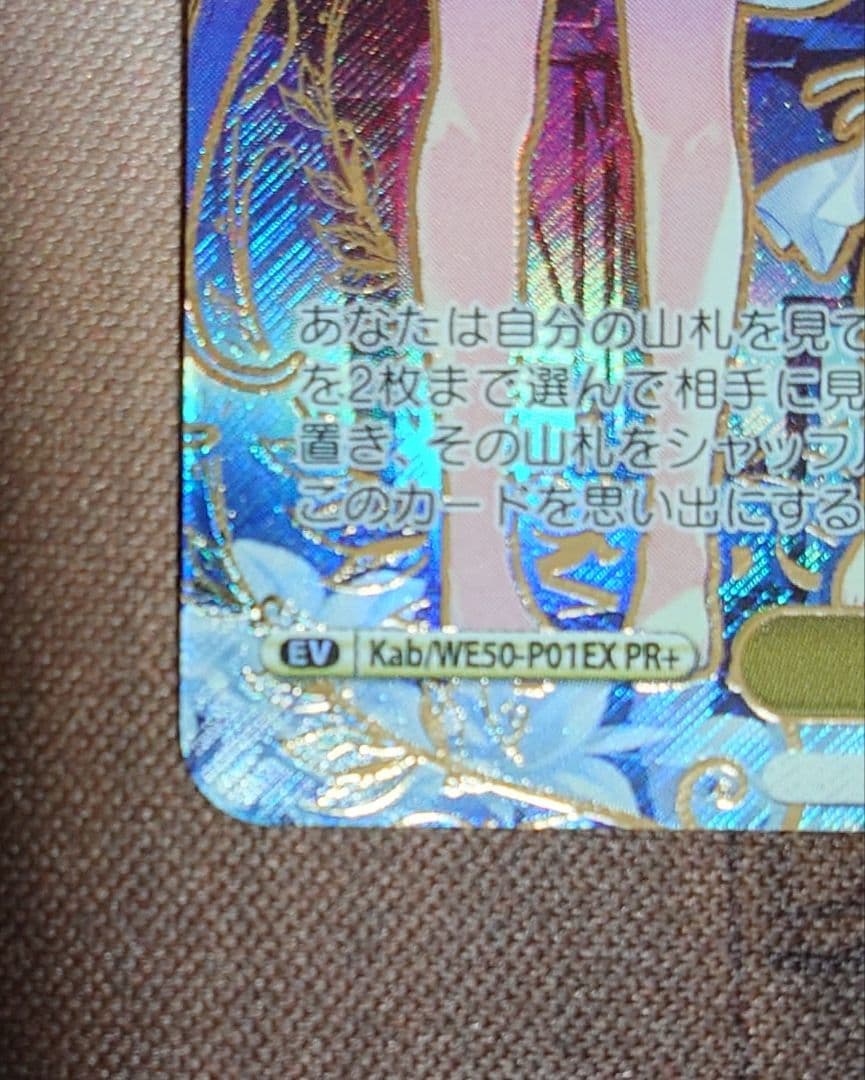 あなたは自分の山札を見て
を2枚まで選んで相手に見
置き、その山札をシャッフル
このカードを思い出にする
EV Kab/WE50-P01EX PR+